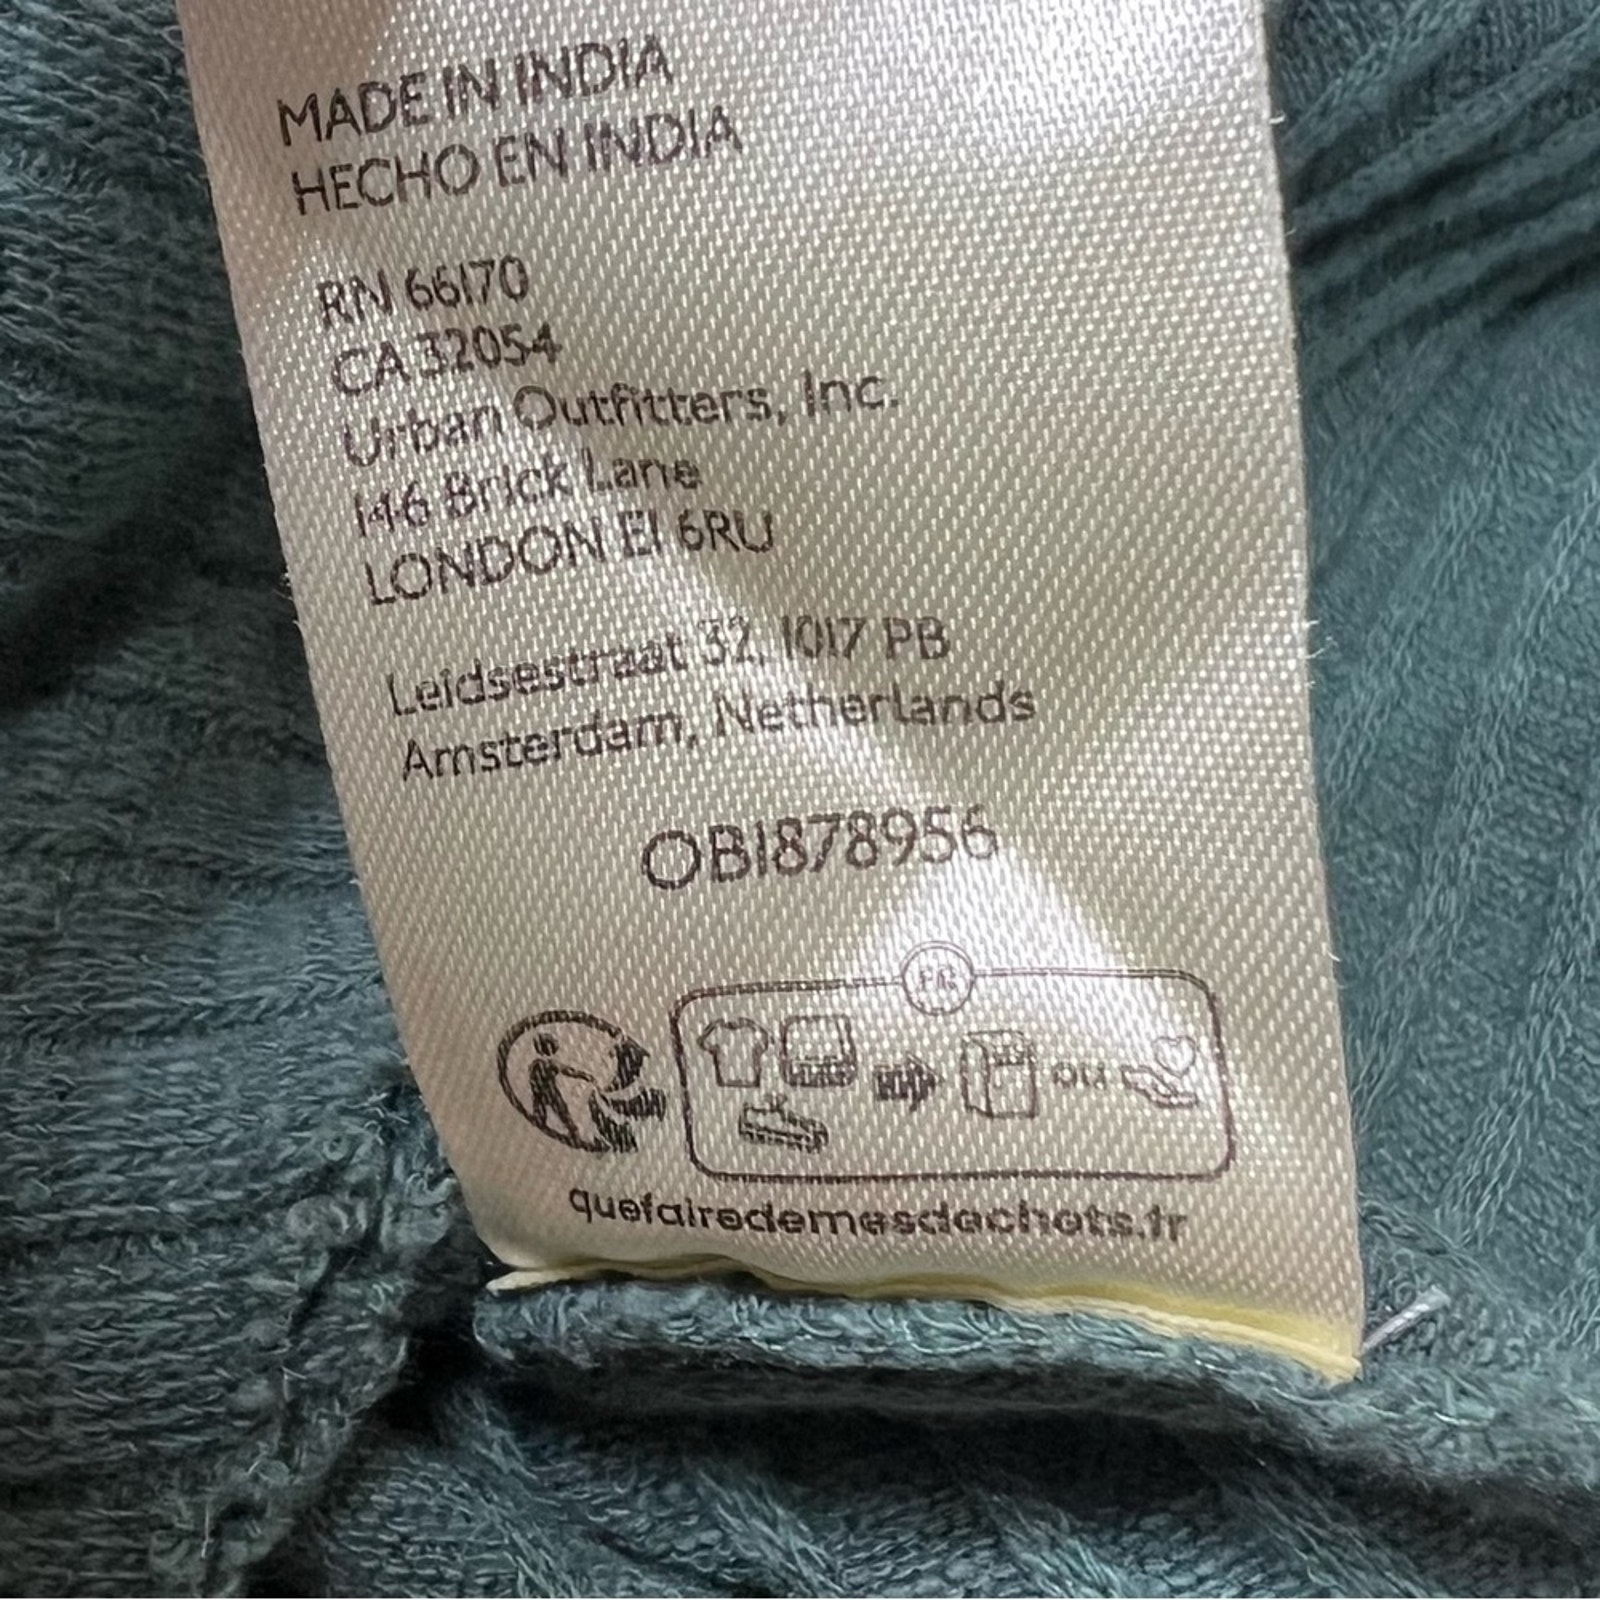 MADE IN INDIA
HECHO EN INDIA
RN 66170
CA 32054
Urban Outfitters, Inc.
146 Brick Lane
LONDON E1 6RU
Leidsestraat 32, 1017 PB
Amsterdam, Netherlands
OB1878956
FR
OU
quefairedemesdechets.fr